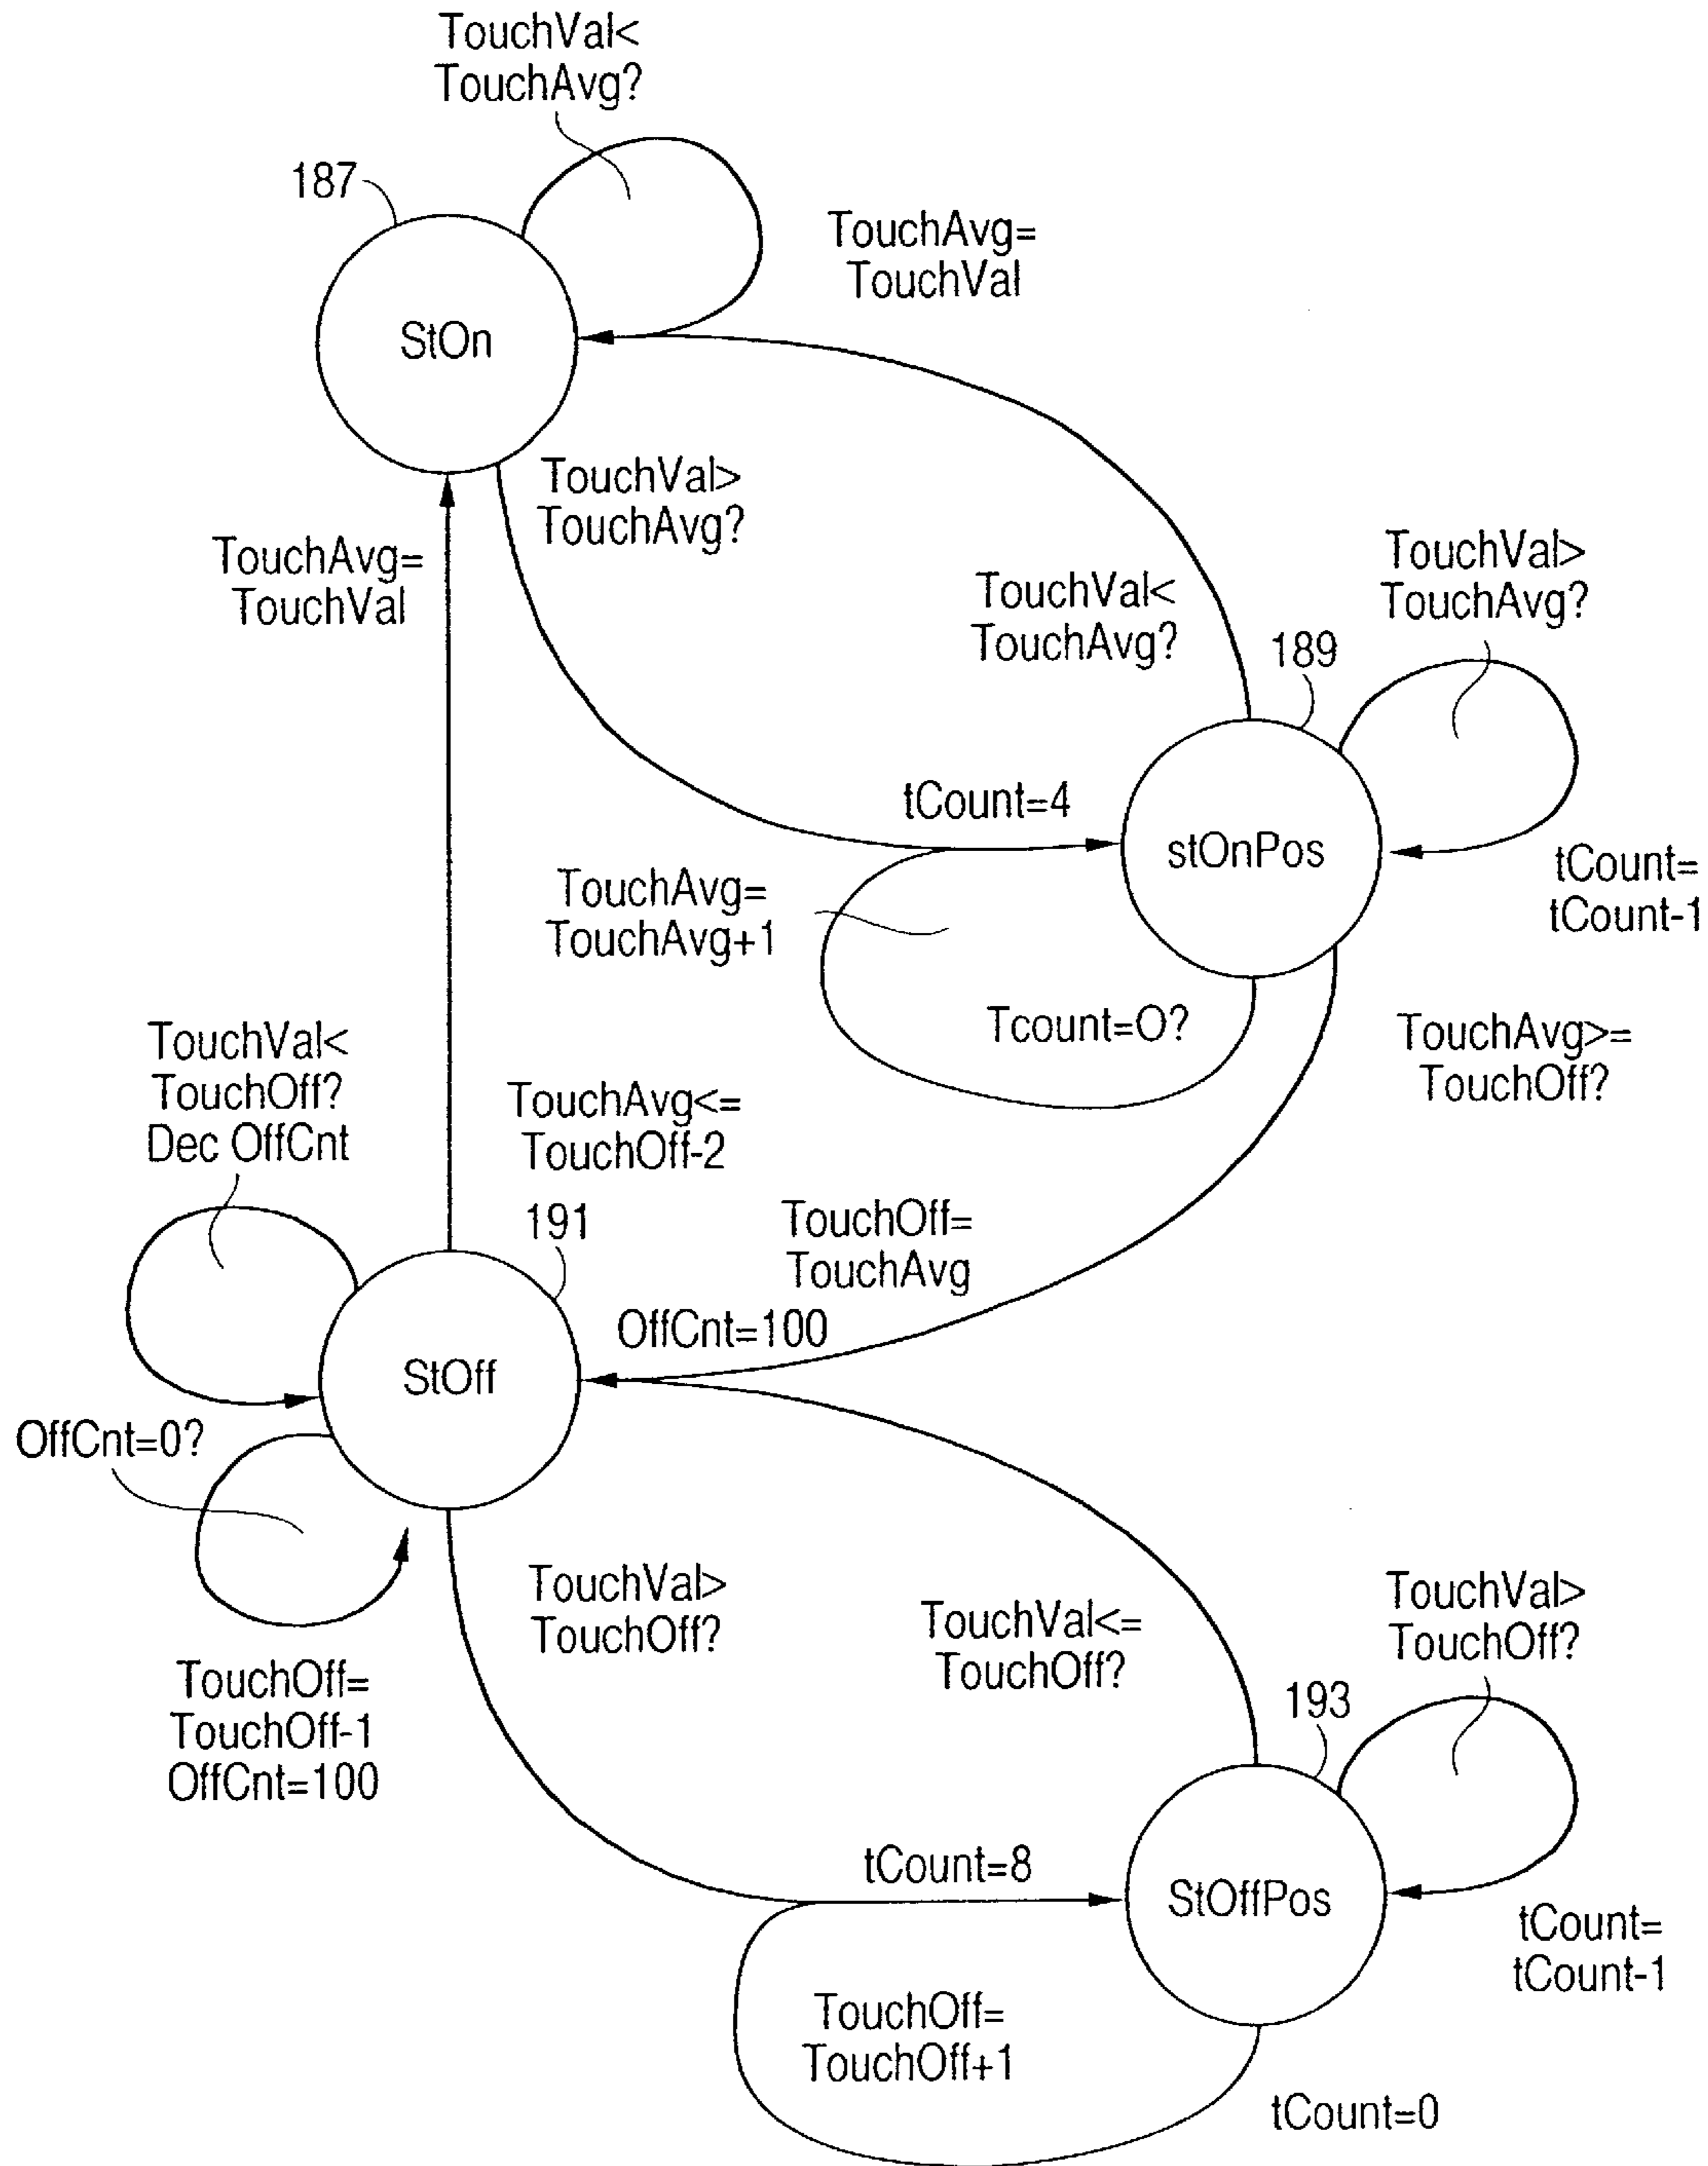 TouchVal<
TouchAvg?
187
TouchAvg=
TouchVal
StOn
TouchVal>
TouchAvg?
TouchAvg=
TouchVal
TouchVal<
TouchAvg?
TouchVal>
TouchAvg?
189
tCount=4
stOnPos
tCount=
tCount-1
TouchAvg=
TouchAvg+1
Tcount=O?
TouchAvg>=
TouchOff?
TouchVal<
TouchOff?
Dec OffCnt
TouchAvg<=
TouchOff-2
191
TouchOff=
TouchAvg
OffCnt=100
StOff
OffCnt=0?
TouchVal>
TouchOff?
TouchOff=
TouchOff-1
OffCnt=100
TouchVal<=
TouchOff?
TouchVal>
TouchOff?
193
tCount=8
StOffPos
tCount=
tCount-1
TouchOff=
TouchOff+1
tCount=0